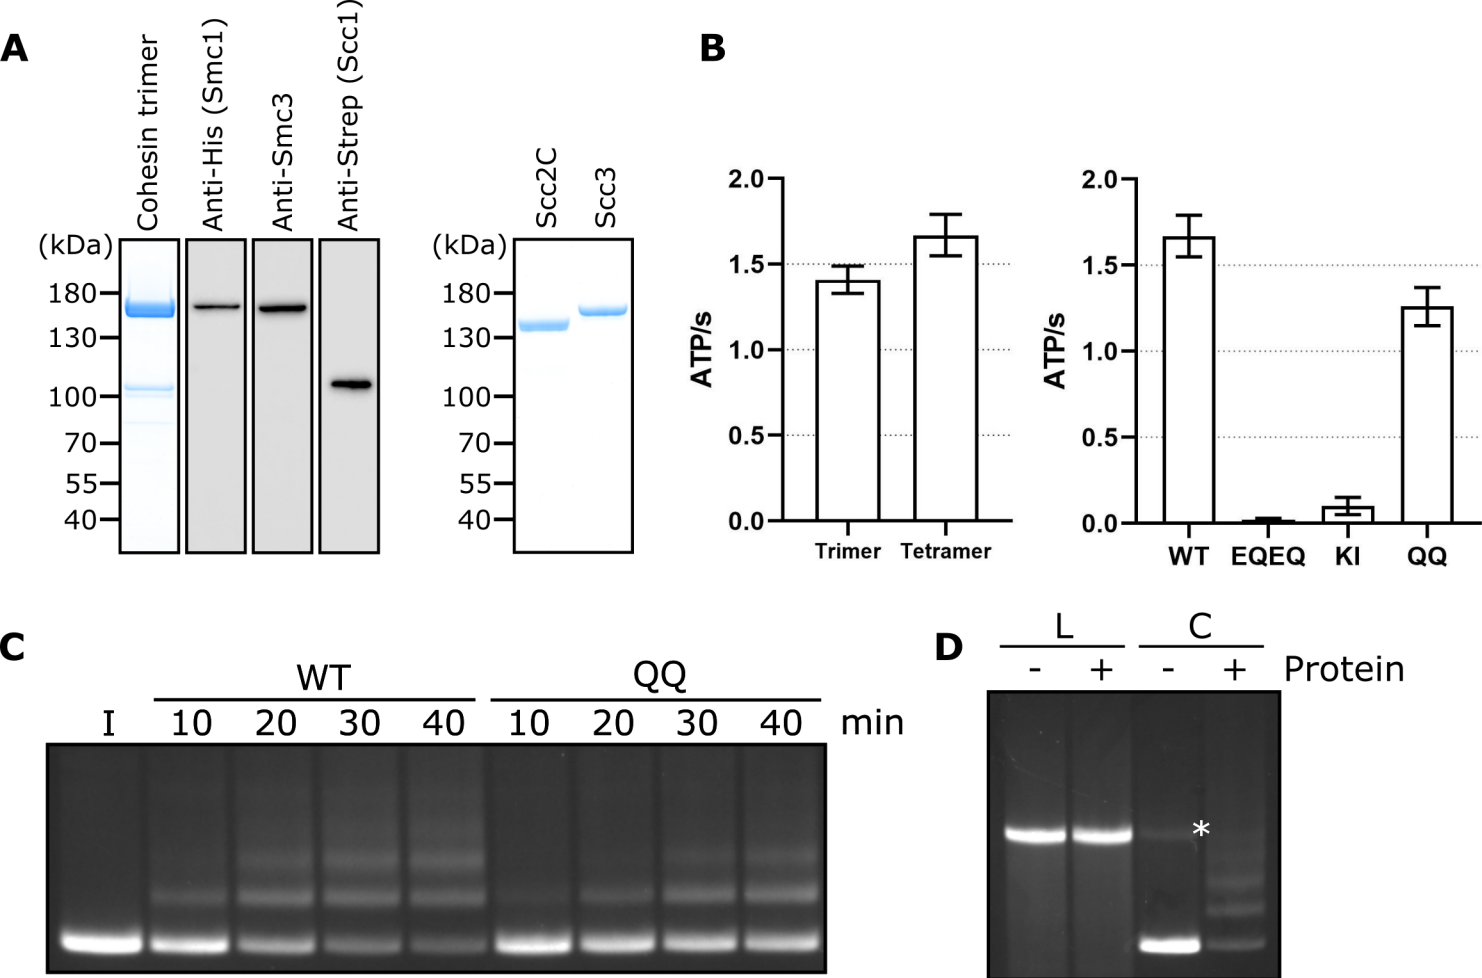 A
Cohesin trimer
Anti-His (Smc1)
Anti-Smc3
Anti-Strep (Scc1)
(kDa)
180
130
100
70
55
40
Scc2C
Scc3
(kDa)
180
130
100
70
55
40
B
ATP/s
2.0
1.5
1.0
0.5
0.0
Trimer Tetramer
ATP/s
2.0
1.5
1.0
0.5
0.0
WT EQEQ KI QQ
C
WT QQ
I 10 20 30 40 10 20 30 40 min
D
L C
- + - + Protein
*